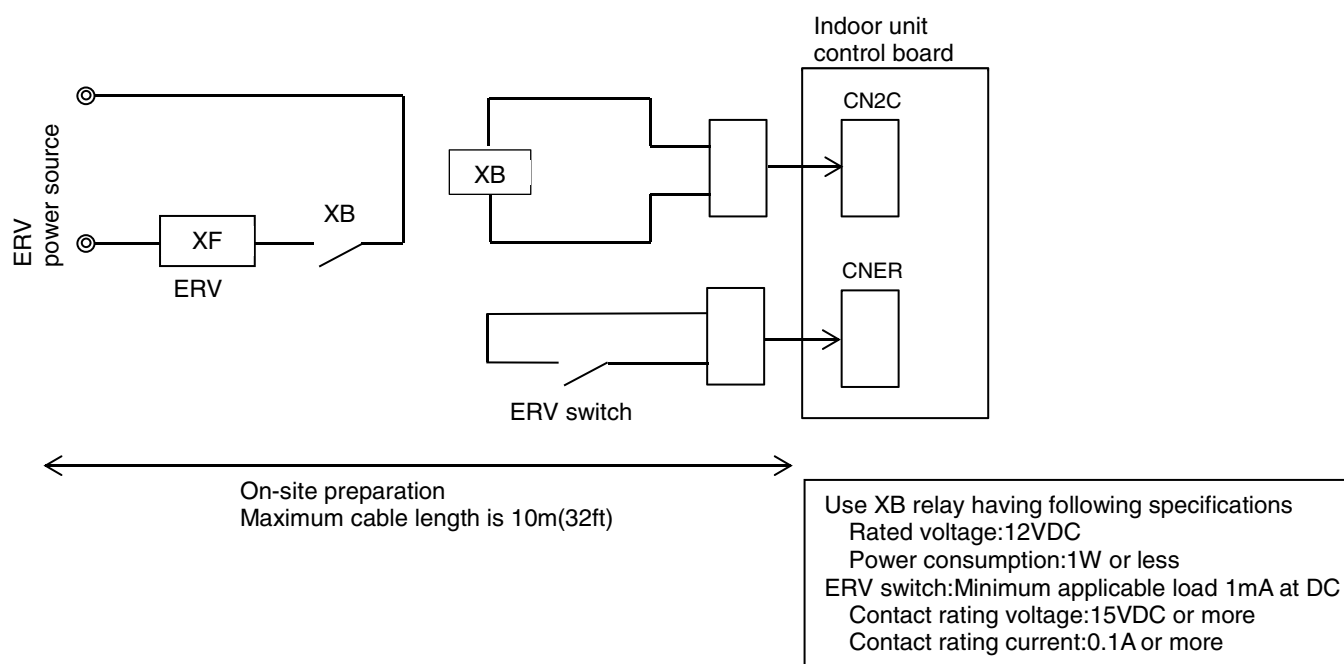 Indoor unit
control board
CN2C
ERV
power source
XB
XB
XF
ERV
CNER
ERV switch
On-site preparation
Maximum cable length is 10m(32ft)
Use XB relay having following specifications
Rated voltage:12VDC
Power consumption:1W or less
ERV switch:Minimum applicable load 1mA at DC
Contact rating voltage:15VDC or more
Contact rating current:0.1A or more